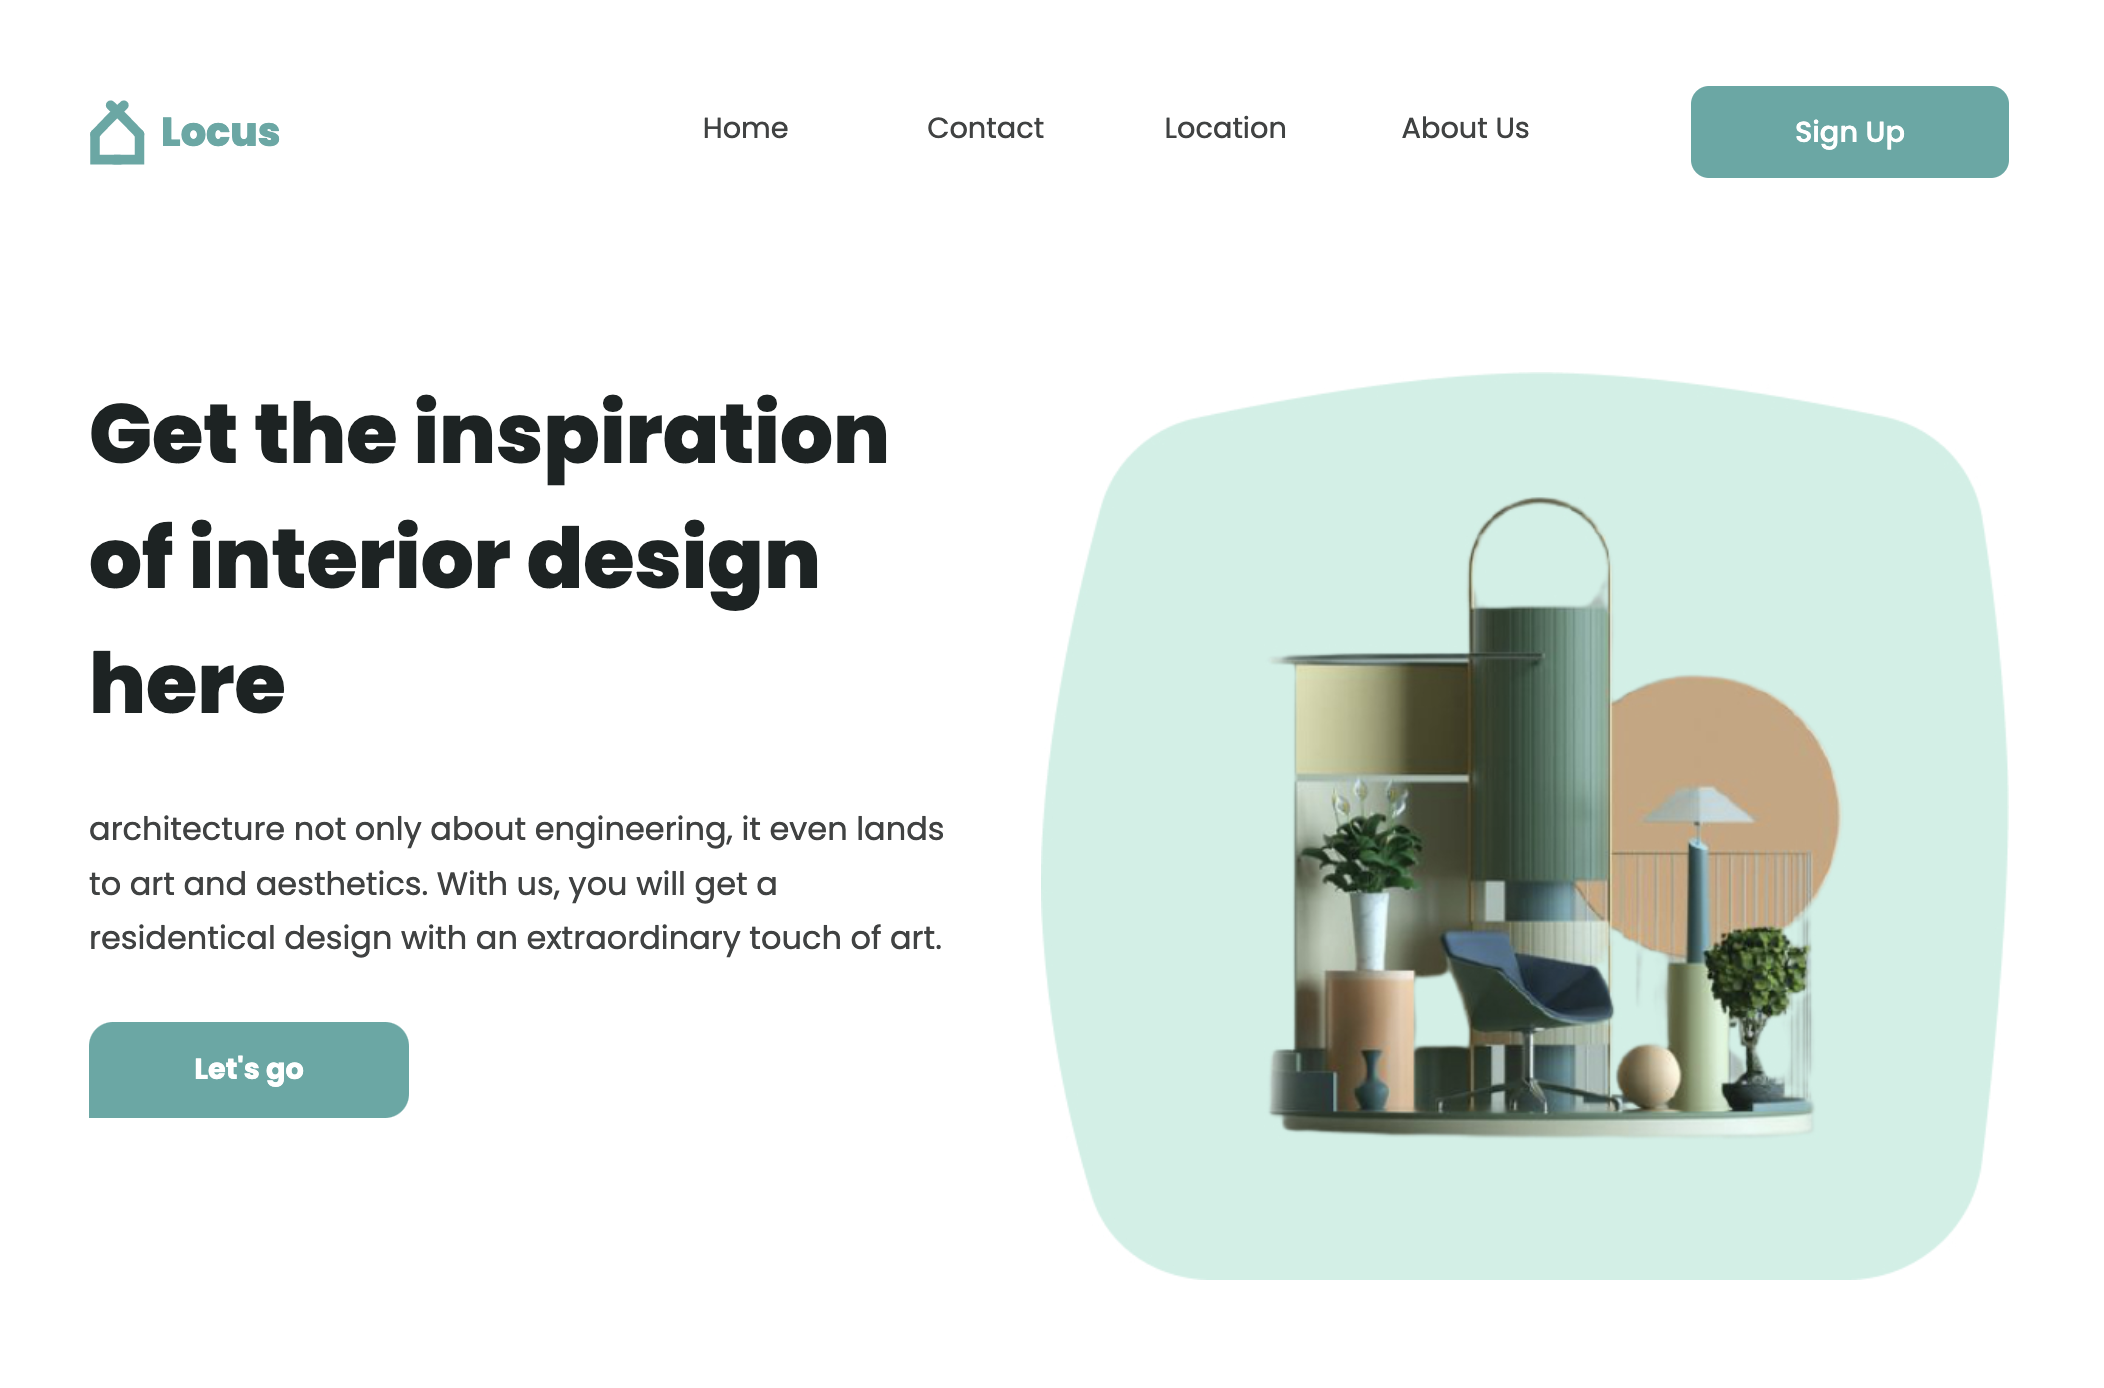 Locus
Home
Contact
Location
About Us
Sign Up
Get the inspiration
of interior design
here
architecture not only about engineering, it even lands
to art and aesthetics. With us, you will get a
residentical design with an extraordinary touch of art.
Let's go